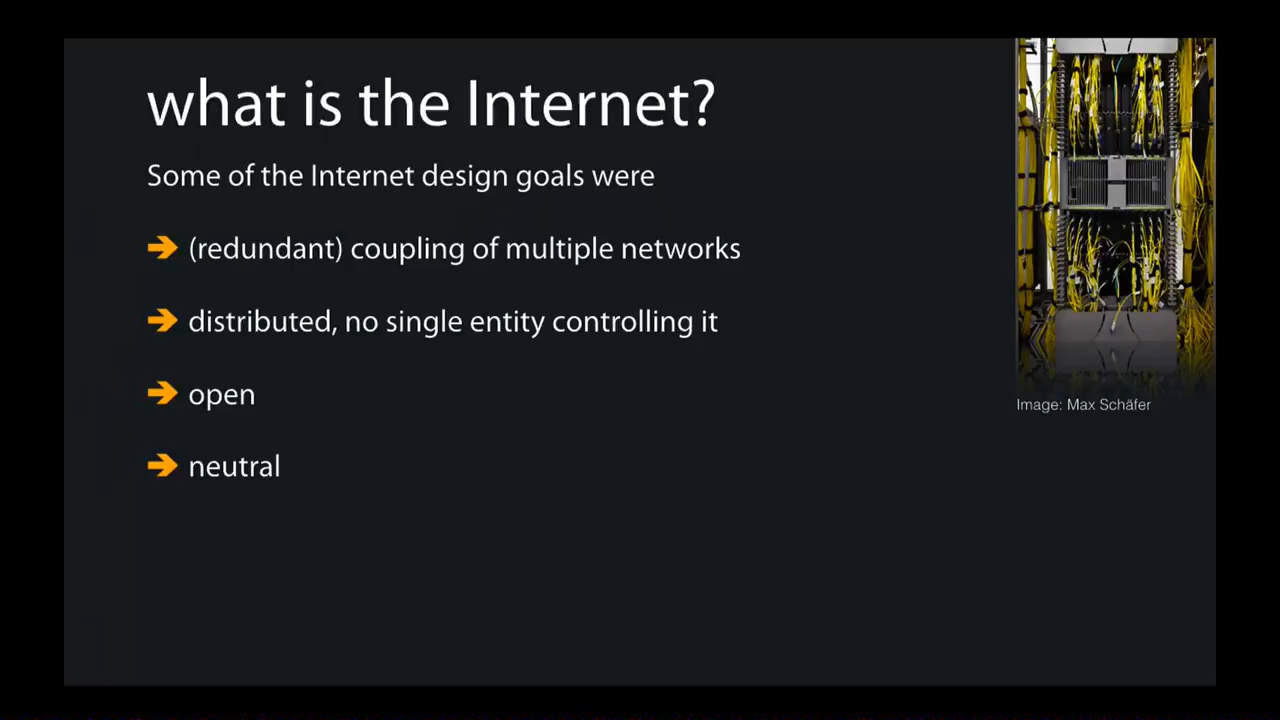 what is the Internet?
Some of the Internet design goals were
(redundant) coupling of multiple networks
distributed, no single entity controlling it
open
neutral
Image: Max Schäfer